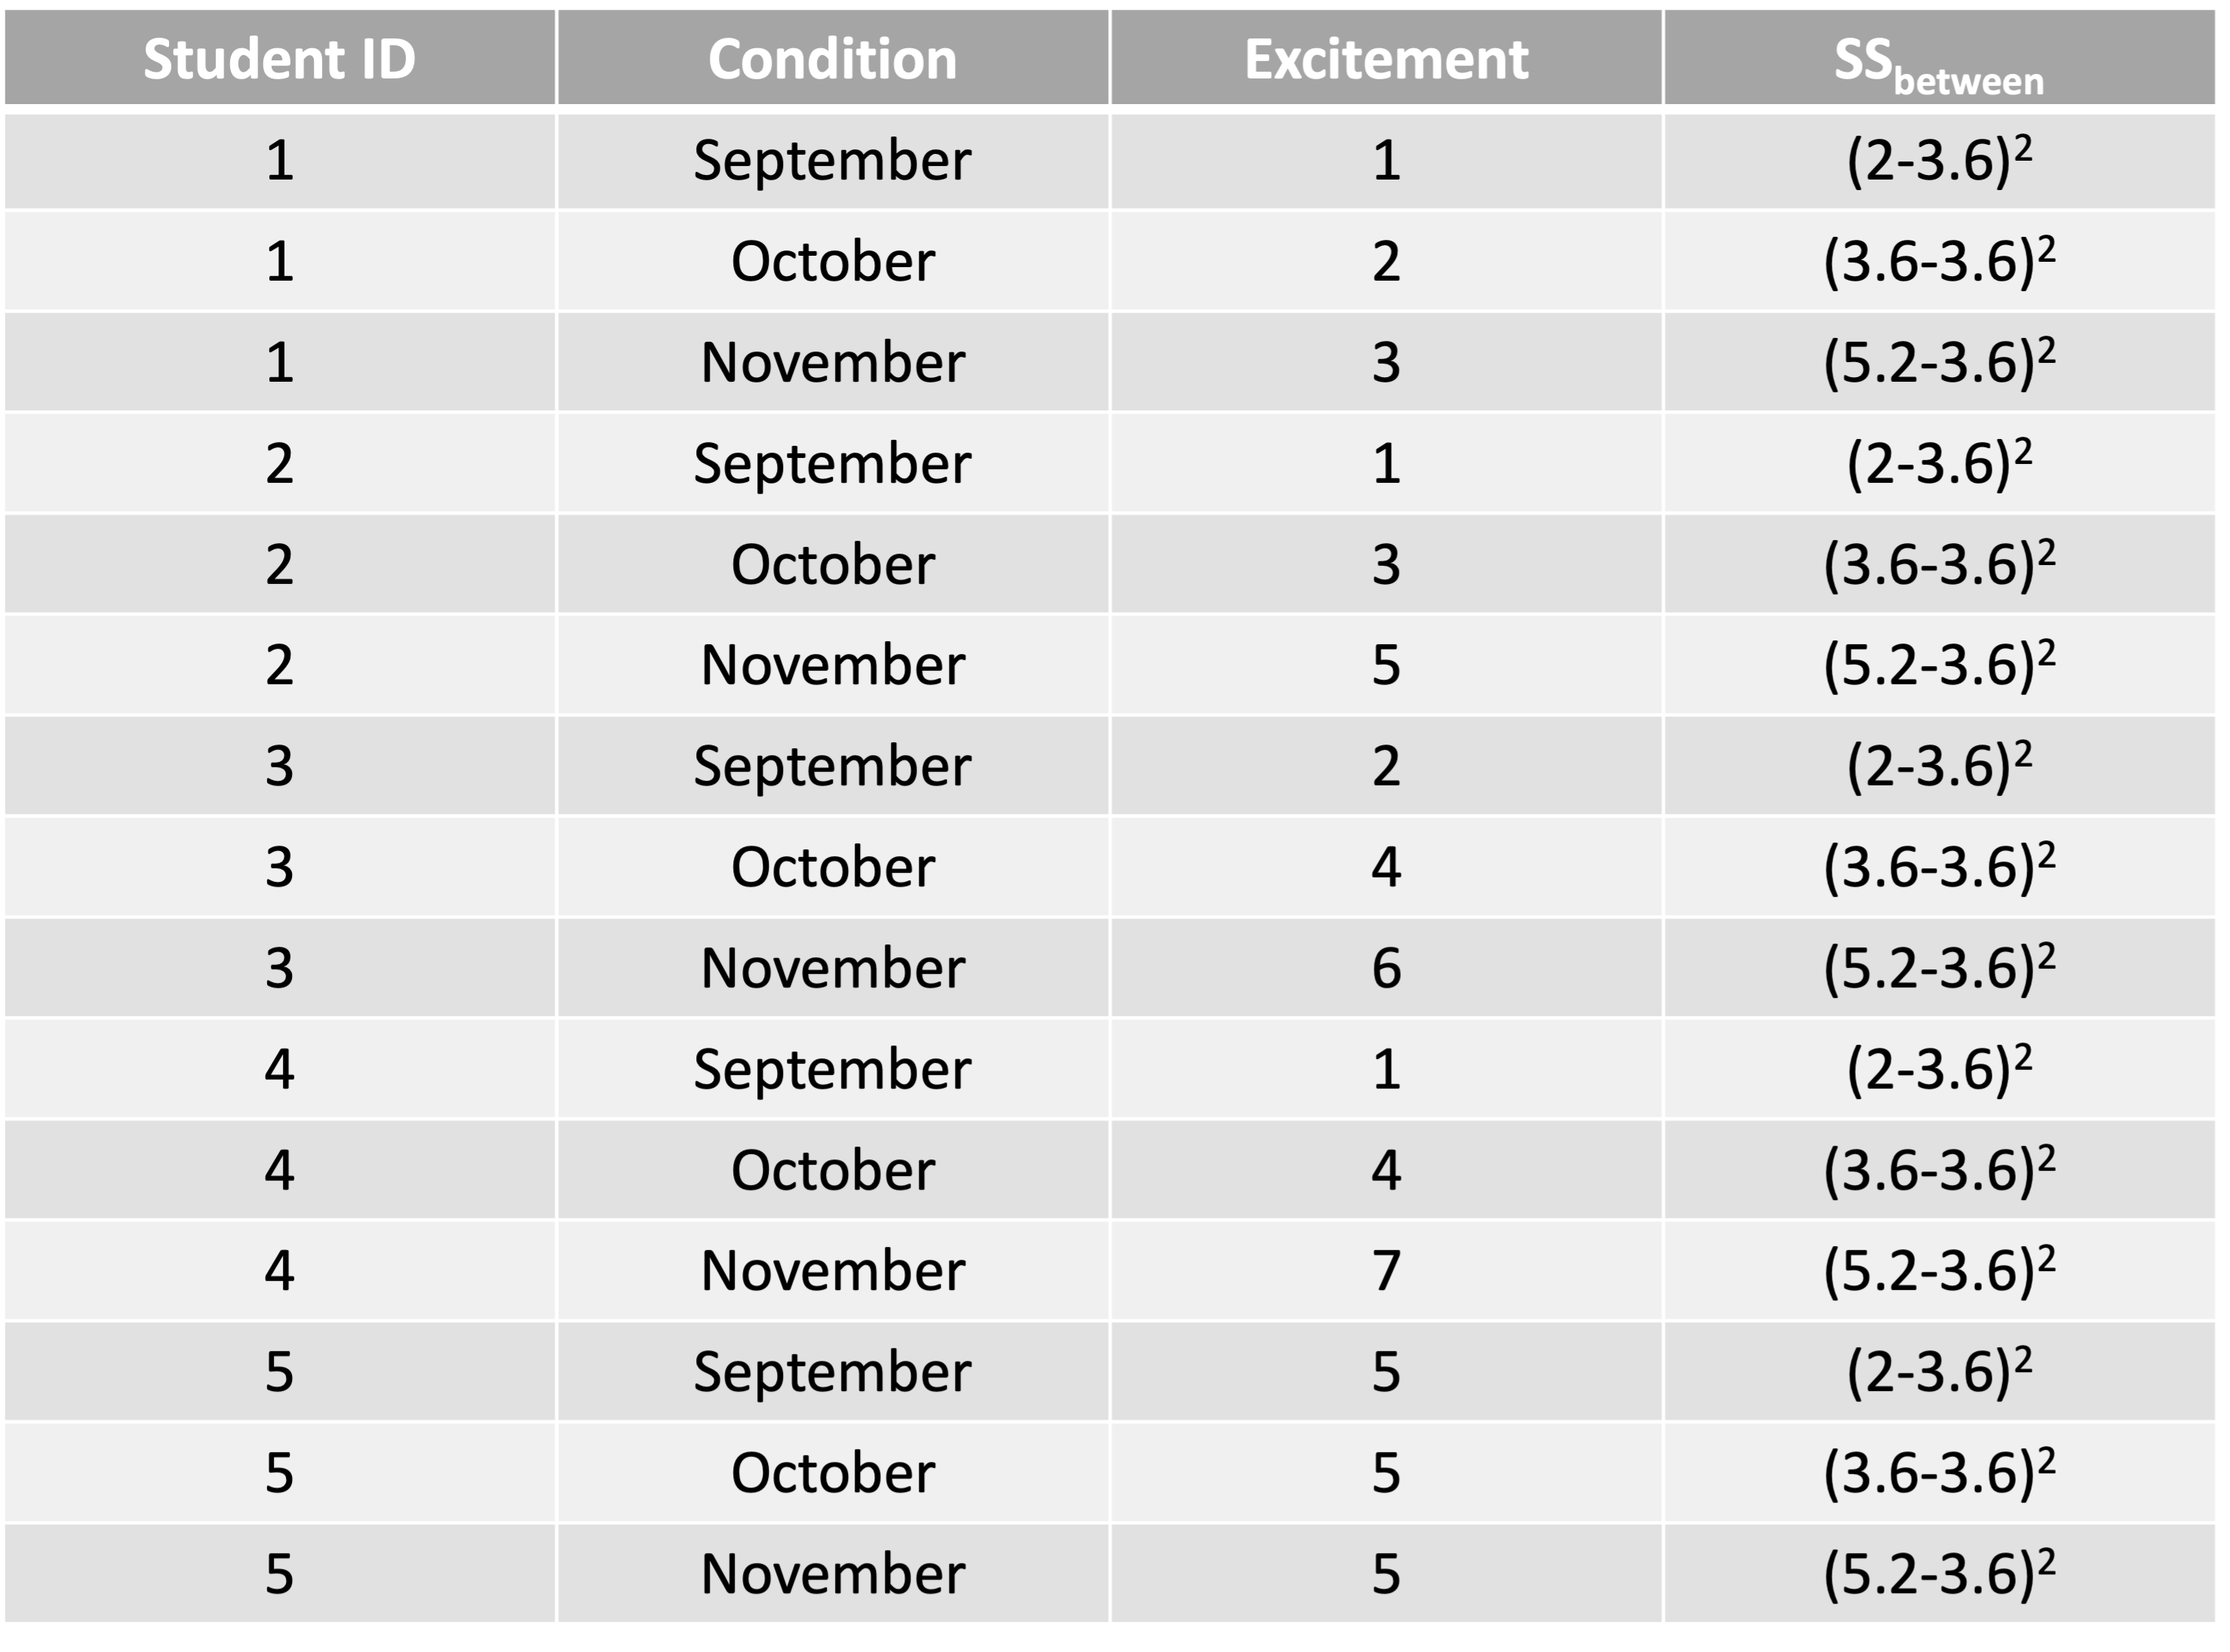 Student ID Condition Excitement SSbetween
1 September 1 (2-3.6)²
1 October 2 (3.6-3.6)²
1 November 3 (5.2-3.6)²
2 September 1 (2-3.6)²
2 October 3 (3.6-3.6)²
2 November 5 (5.2-3.6)²
3 September 2 (2-3.6)²
3 October 4 (3.6-3.6)²
3 November 6 (5.2-3.6)²
4 September 1 (2-3.6)²
4 October 4 (3.6-3.6)²
4 November 7 (5.2-3.6)²
5 September 5 (2-3.6)²
5 October 5 (3.6-3.6)²
5 November 5 (5.2-3.6)²